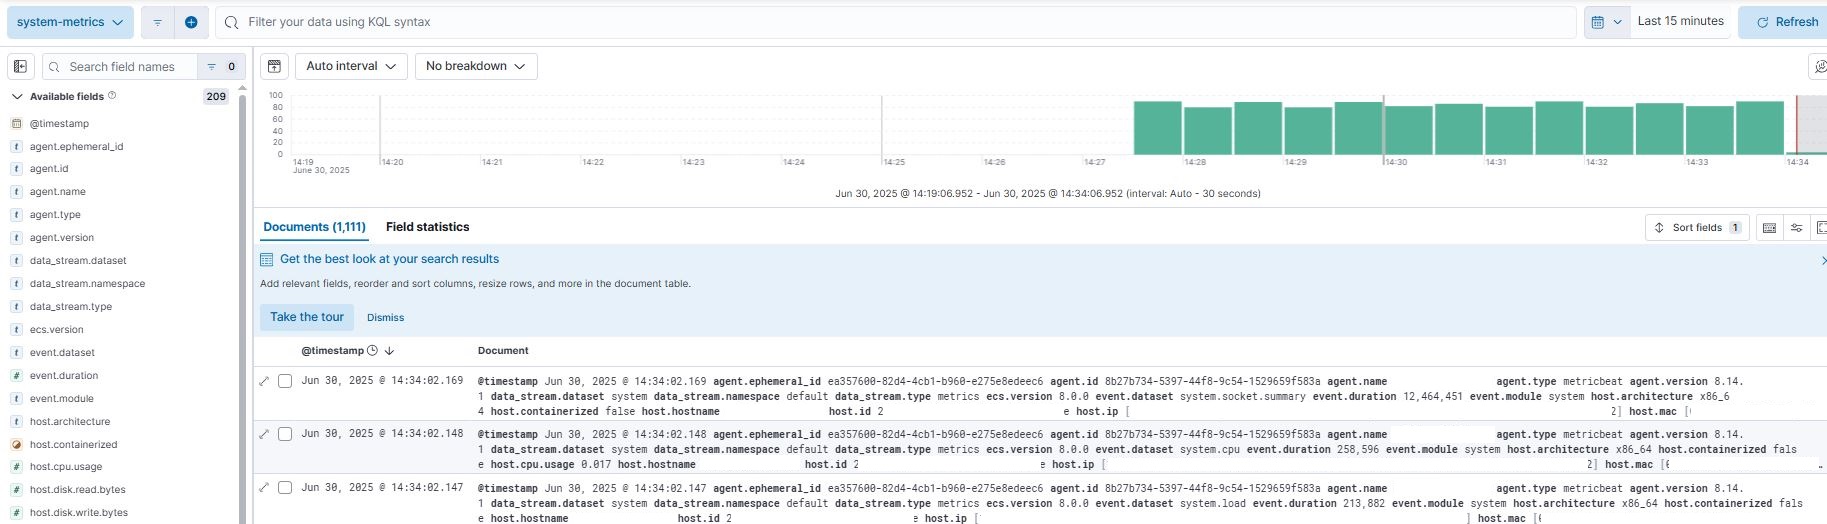 system-metrics
Filter your data using KQL syntax
Last 15 minutes
Refresh
Search field names
0
Auto interval
No breakdown
Available fields
209
@timestamp
agent.ephemeral_id
agent.id
agent.name
agent.type
agent.version
data_stream.dataset
data_stream.namespace
data_stream.type
ecs.version
event.dataset
event.duration
event.module
host.architecture
host.containerized
host.cpu.usage
host.disk.read.bytes
host.disk.write.bytes
100
80
60
40
20
0
14:19 14:20 14:21 14:22 14:23 14:24 14:25 14:26 14:27 14:28 14:29 14:30 14:31 14:32 14:33 14:34
June 30, 2025
Jun 30, 2025 @ 14:19:06.952 - Jun 30, 2025 @ 14:34:06.952 (interval: Auto - 30 seconds)
Documents (1,111) Field statistics
Sort fields 1
Get the best look at your search results
Add relevant fields, reorder and sort columns, resize rows, and more in the document table.
Take the tour Dismiss
@timestamp Document
Jun 30, 2025 @ 14:34:02.169 @timestamp Jun 30, 2025 @ 14:34:02.169 agent.ephemeral_id ea357600-82d4-4cb1-b960-e275e8edeec6 agent.id 8b27b734-5397-44f8-9c54-1529659f583a agent.name agent.type metricbeat agent.version 8.14.
1 data_stream.dataset system data_stream.namespace default data_stream.type metrics ecs.version 8.0.0 event.dataset system.socket.summary event.duration 12,464,451 event.module system host.architecture x86_6
4 host.containerized false host.hostname host.id 2 e host.ip [ 2] host.mac [
Jun 30, 2025 @ 14:34:02.148 @timestamp Jun 30, 2025 @ 14:34:02.148 agent.ephemeral_id ea357600-82d4-4cb1-b960-e275e8edeec6 agent.id 8b27b734-5397-44f8-9c54-1529659f583a agent.name agent.type metricbeat agent.version 8.14.
1 data_stream.dataset system data_stream.namespace default data_stream.type metrics ecs.version 8.0.0 event.dataset system.cpu event.duration 258,596 event.module system host.architecture x86_64 host.containerized fals
e host.cpu.usage 0.017 host.hostname host.id 2 e host.ip [ 2] host.mac [ …
Jun 30, 2025 @ 14:34:02.147 @timestamp Jun 30, 2025 @ 14:34:02.147 agent.ephemeral_id ea357600-82d4-4cb1-b960-e275e8edeec6 agent.id 8b27b734-5397-44f8-9c54-1529659f583a agent.name agent.type metricbeat agent.version 8.14.
1 data_stream.dataset system data_stream.namespace default data_stream.type metrics ecs.version 8.0.0 event.dataset system.load event.duration 213,882 event.module system host.architecture x86_64 host.containerized fals
e host.hostname host.id 2 e host.ip [ ] host.mac [